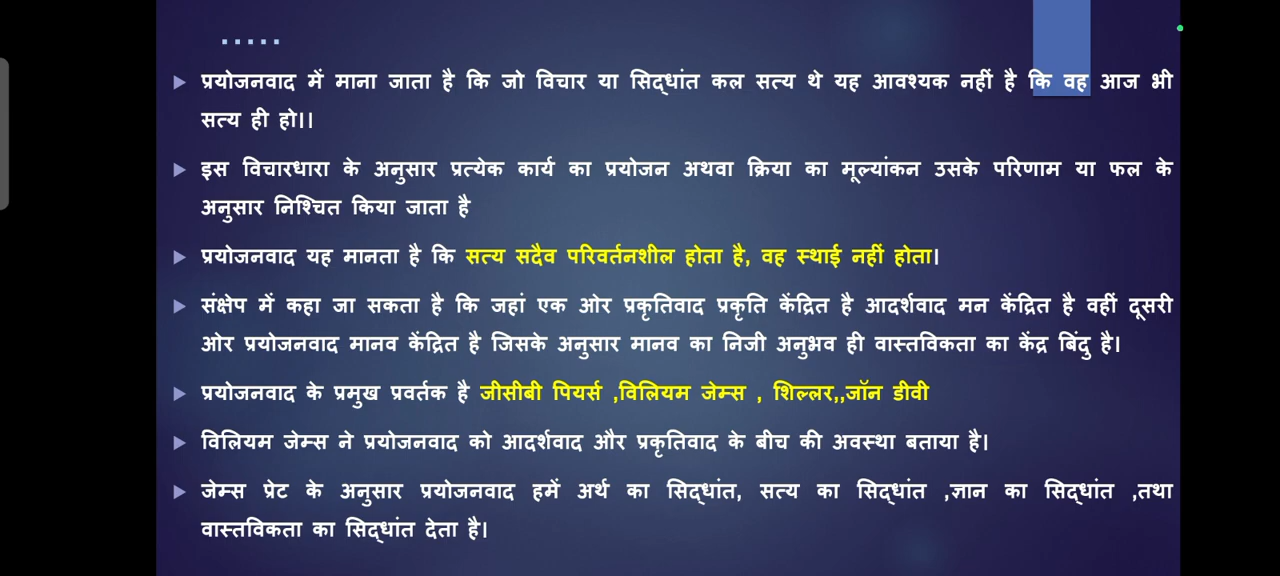 .....
प्रयोजनवाद में माना जाता है कि जो विचार या सिद्धांत कल सत्य थे यह आवश्यक नहीं है कि वह आज भी
सत्य ही हो।।
इस विचारधारा के अनुसार प्रत्येक कार्य का प्रयोजन अथवा क्रिया का मूल्यांकन उसके परिणाम या फल के
अनुसार निश्चित किया जाता है
प्रयोजनवाद यह मानता है कि सत्य सदैव परिवर्तनशील होता है, वह स्थाई नहीं होता।
संक्षेप में कहा जा सकता है कि जहां एक ओर प्रकृतिवाद प्रकृति केंद्रित है आदर्शवाद मन केंद्रित है वहीं दूसरी
ओर प्रयोजनवाद मानव केंद्रित है जिसके अनुसार मानव का निजी अनुभव ही वास्तविकता का केंद्र बिंदु है।
प्रयोजनवाद के प्रमुख प्रवर्तक है जीसीबी पियर्स ,विलियम जेम्स , शिल्लर,,जॉन डीवी
विलियम जेम्स ने प्रयोजनवाद को आदर्शवाद और प्रकृतिवाद के बीच की अवस्था बताया है।
जेम्स प्रेट के अनुसार प्रयोजनवाद हमें अर्थ का सिद्धांत, सत्य का सिद्धांत ,ज्ञान का सिद्धांत ,तथा
वास्तविकता का सिद्धांत देता है।